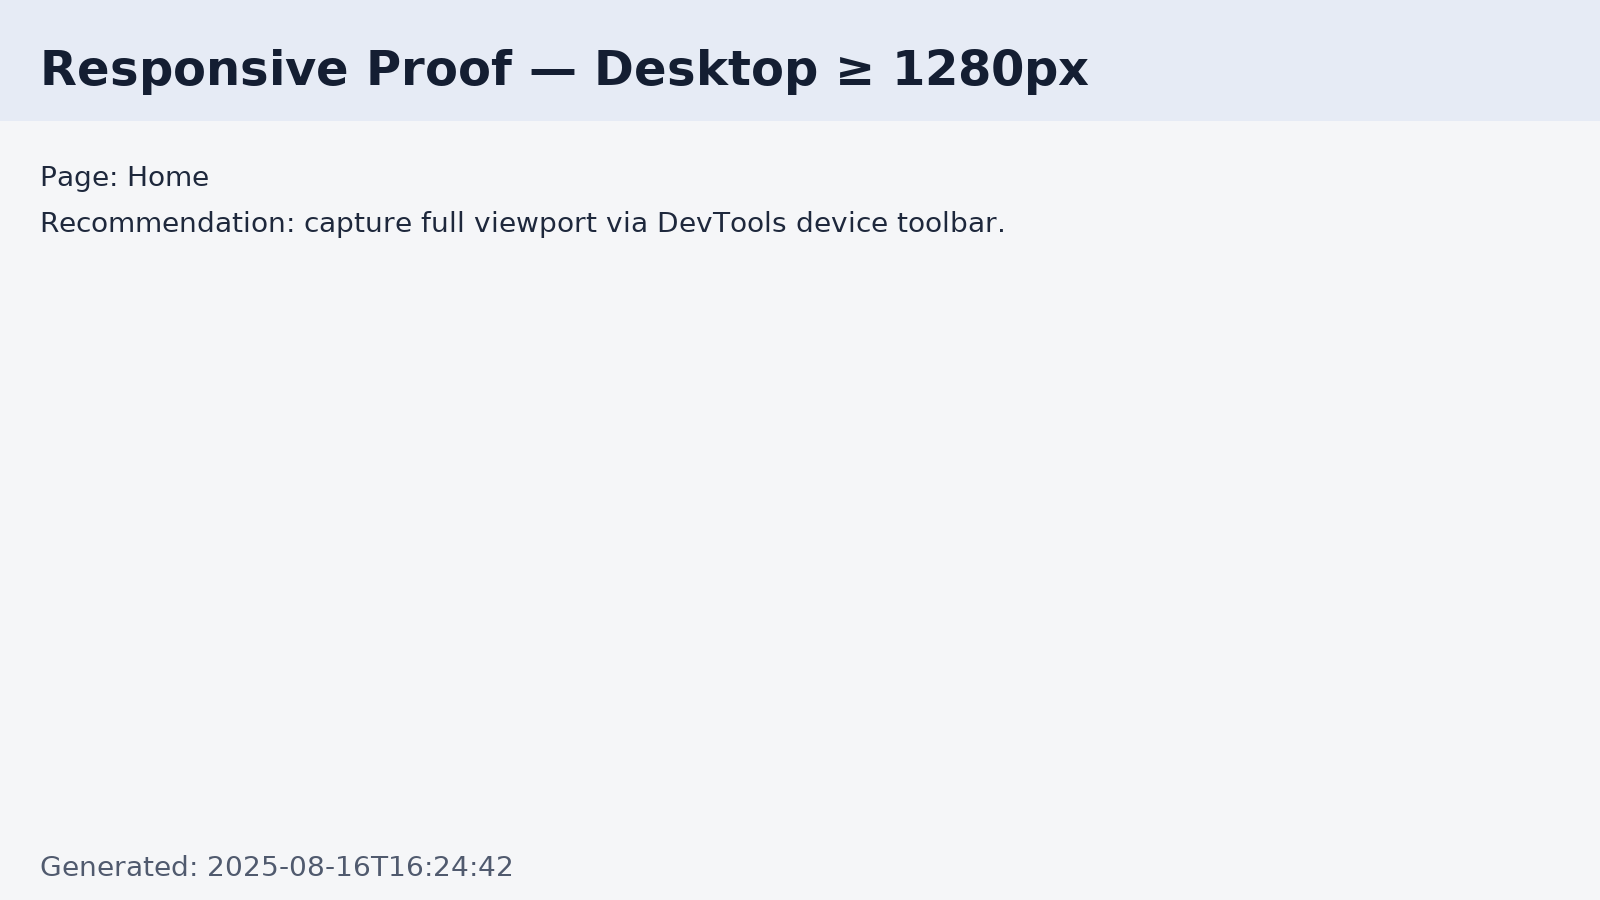 Responsive Proof — Desktop ≥ 1280px
Page: Home
Recommendation: capture full viewport via DevTools device toolbar.
Generated: 2025-08-16T16:24:42